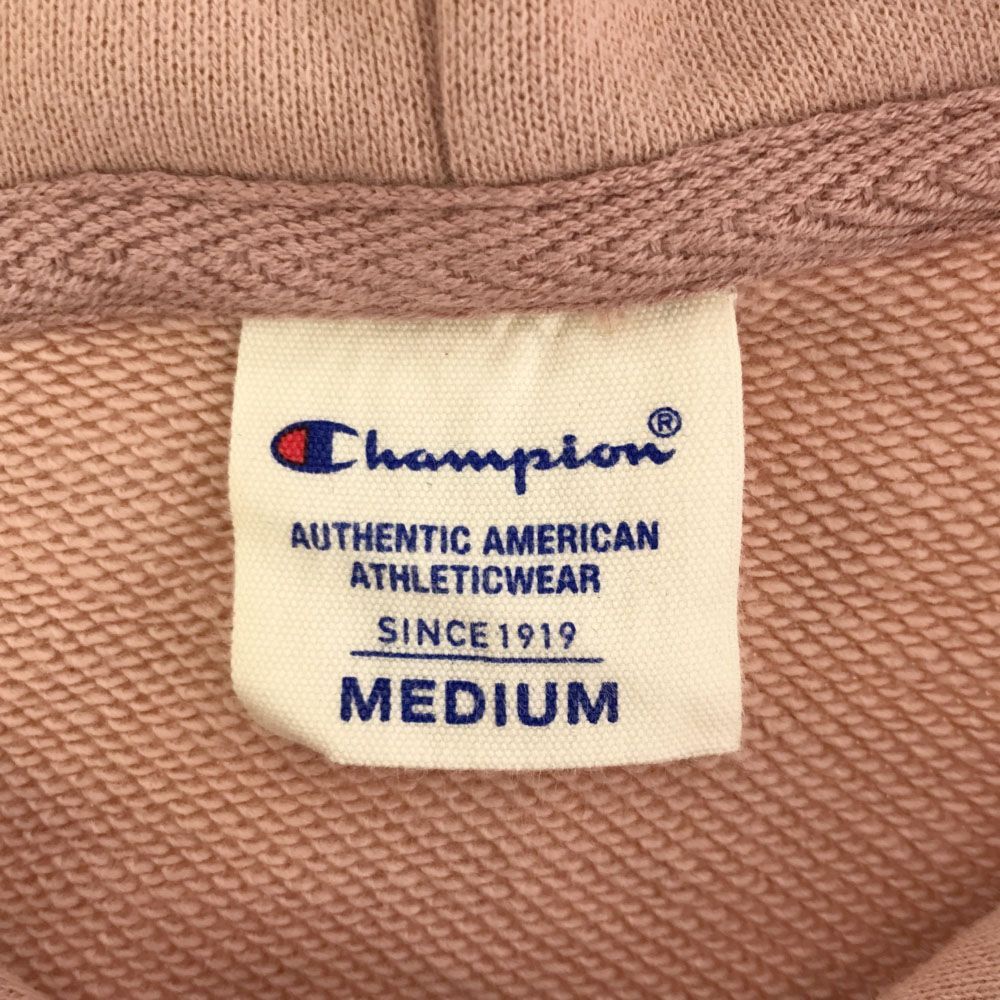 Champion®
AUTHENTIC AMERICAN
ATHLETICWEAR
SINCE 1919
MEDIUM